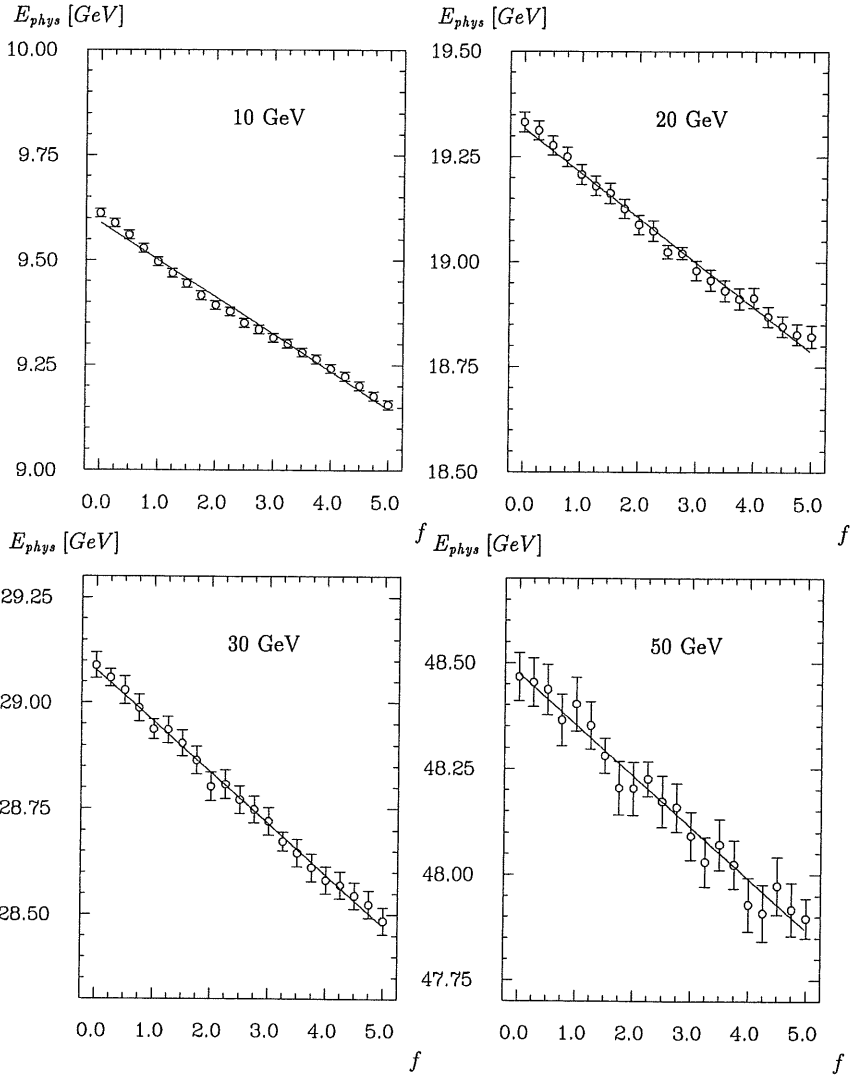 E_phys [GeV]
10.00
10 GeV
9.75
9.50
9.25
9.00
0.0 1.0 2.0 3.0 4.0 5.0
f
E_phys [GeV]
19.50
20 GeV
19.25
19.00
18.75
18.50
0.0 1.0 2.0 3.0 4.0 5.0
f
E_phys [GeV]
29.25
30 GeV
29.00
28.75
28.50
0.0 1.0 2.0 3.0 4.0 5.0
f
E_phys [GeV]
50 GeV
48.50
48.25
48.00
47.75
0.0 1.0 2.0 3.0 4.0 5.0
f